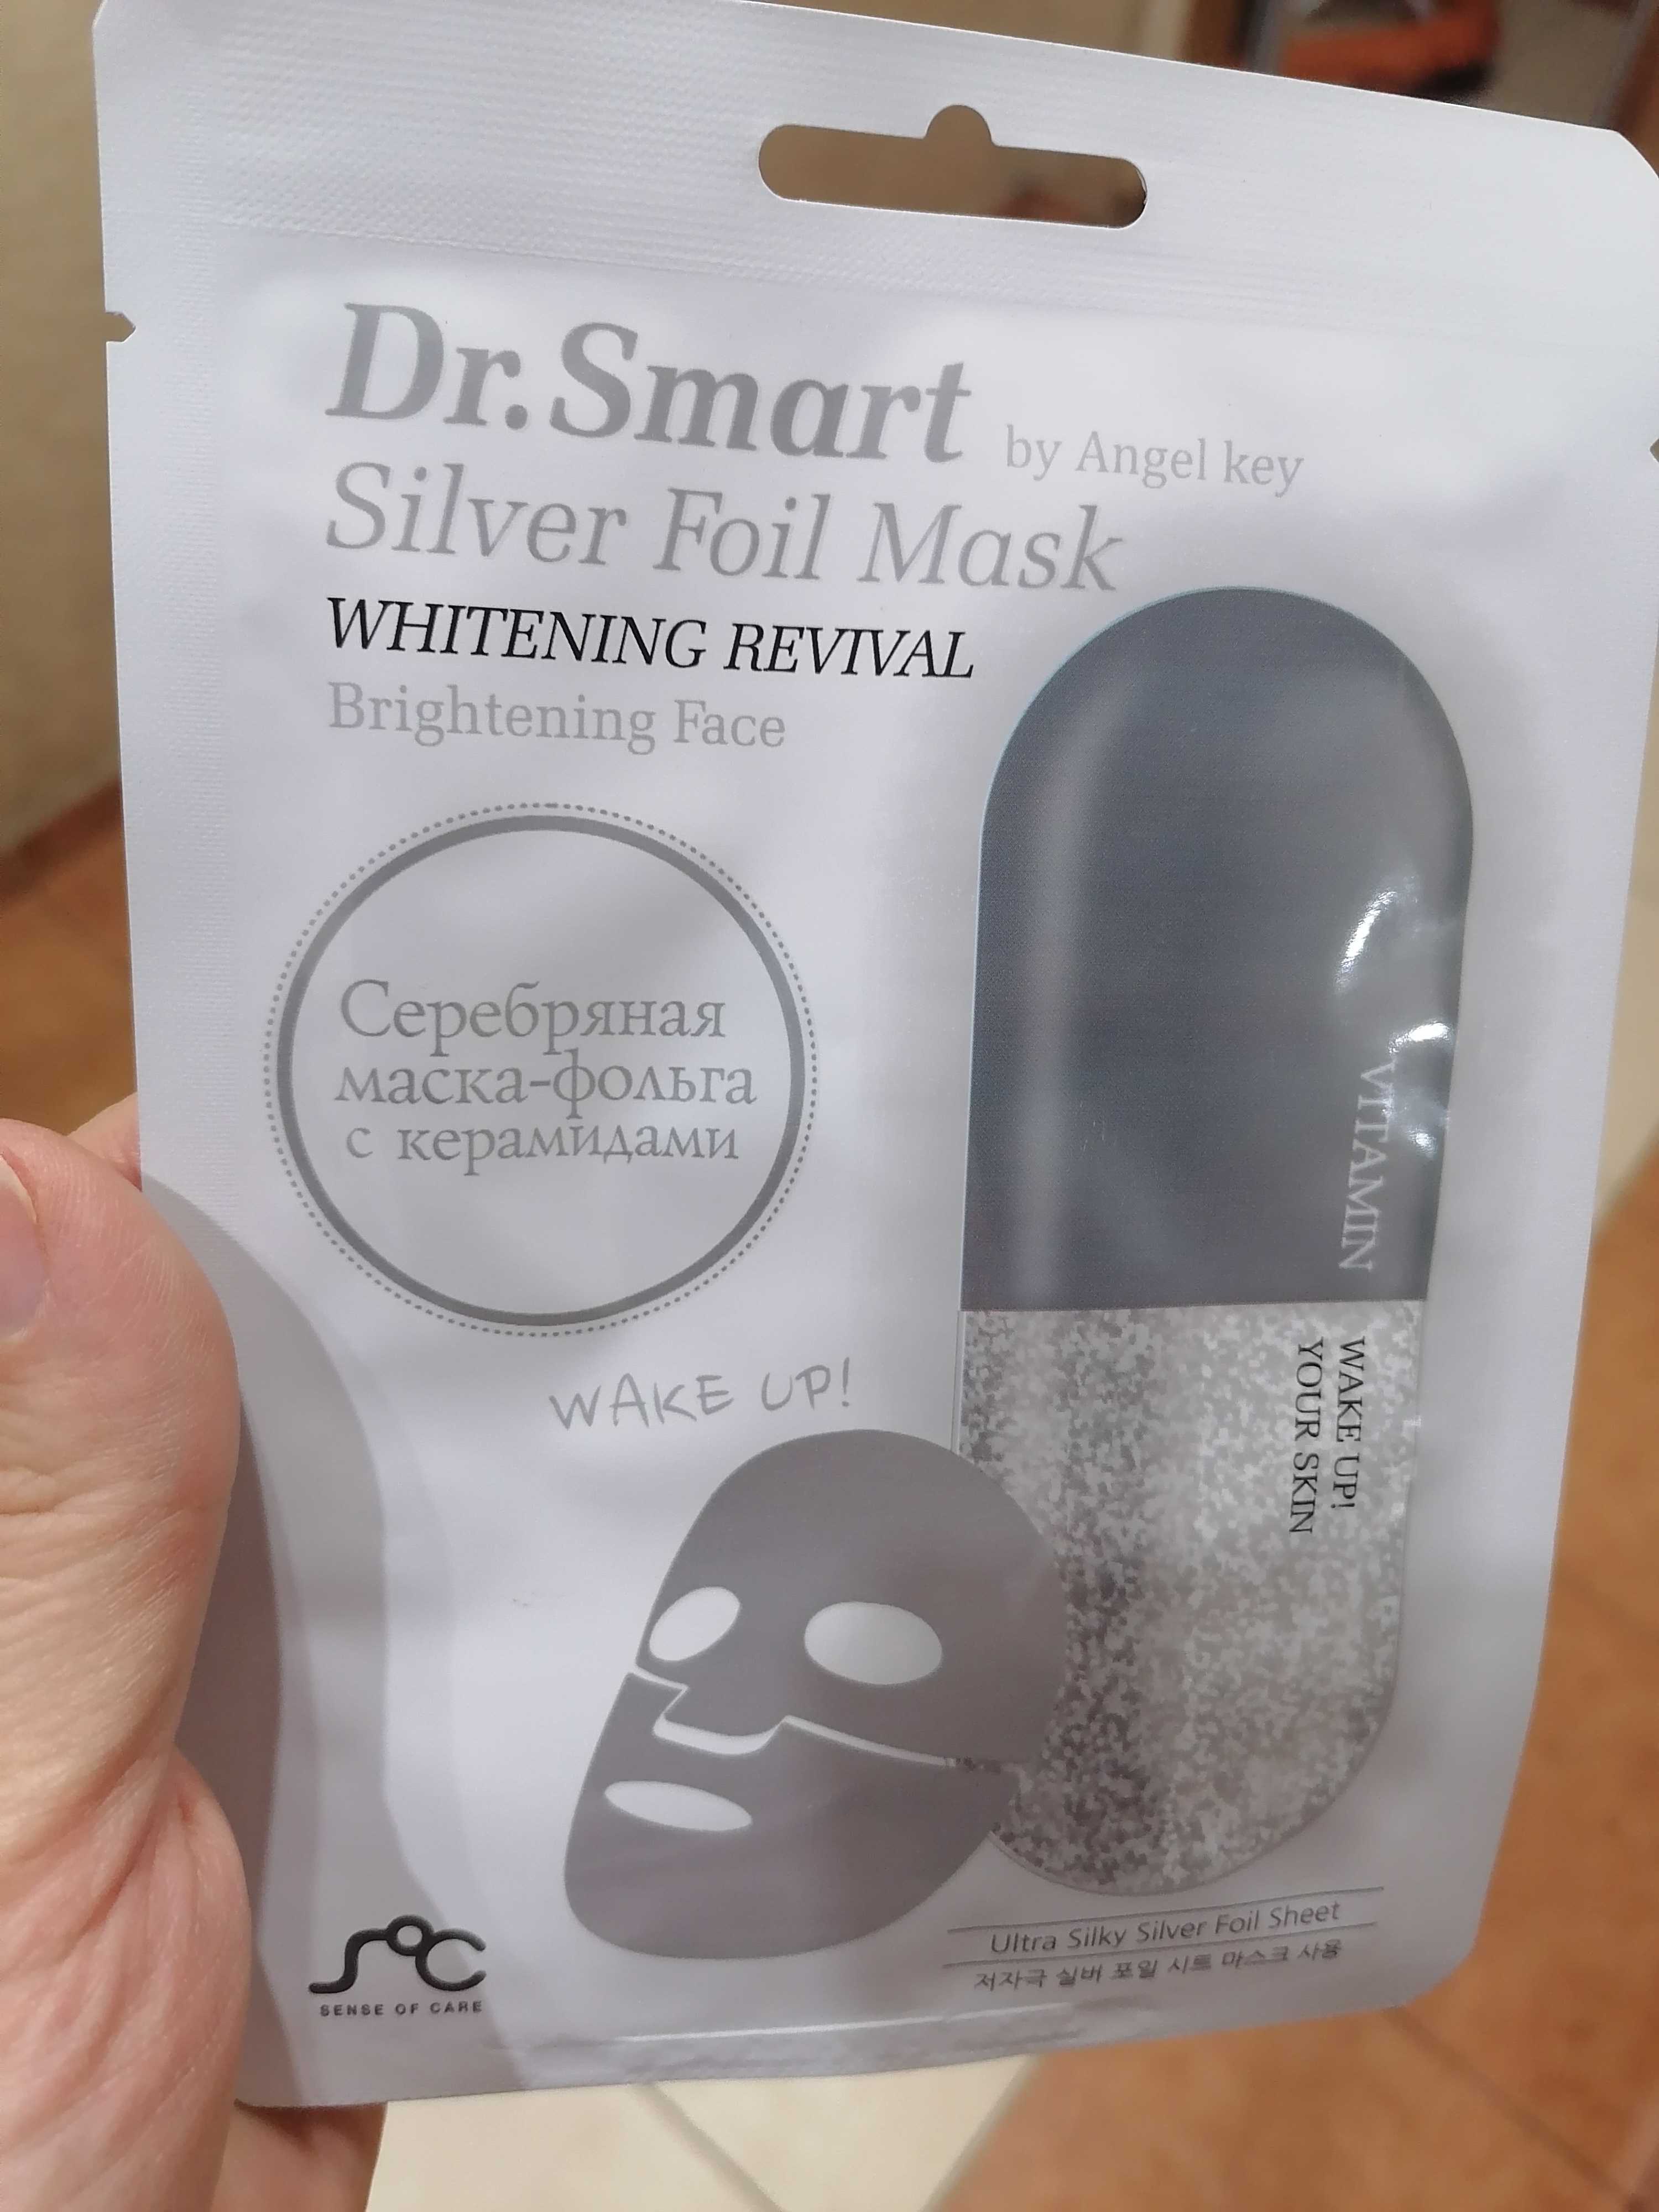 Dr.Smart by Angel key
Silver Foil Mask
WHITENING REVIVAL
Brightening Face
Серебряная
маска-фольга
с керамидами
VITAMIN
WAKE UP!
YOUR SKIN
WAKE UP!
Ultra Silky Silver Foil Sheet
저자극 실버 포일 시트 마스크 사용
SOC
SENSE OF CARE